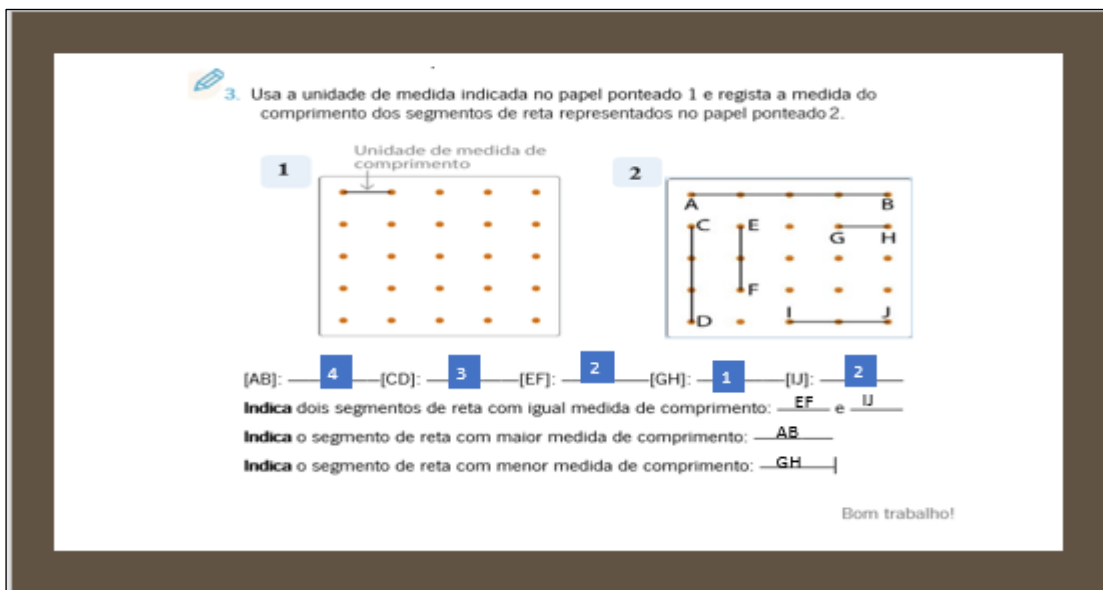 3. Usa a unidade de medida indicada no papel ponteado 1 e regista a medida do
comprimento dos segmentos de reta representados no papel ponteado 2.
1
Unidade de medida de
comprimento
2
A B
C E
G H
F
I J
D
[AB]: 4 [CD]: 3 [EF]: 2 [GH]: 1 [IJ]: 2
Indica dois segmentos de reta com igual medida de comprimento: EF e IJ
Indica o segmento de reta com maior medida de comprimento: AB
Indica o segmento de reta com menor medida de comprimento: GH
Bom trabalho!